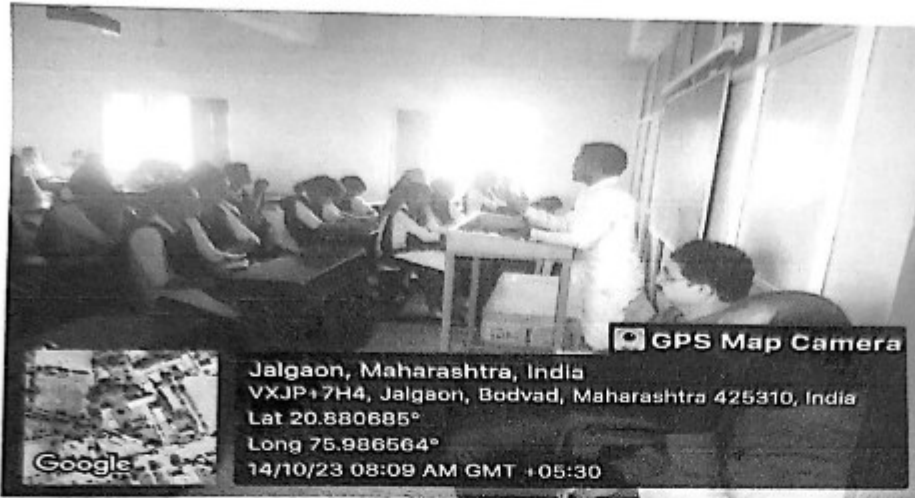 GPS Map Camera
Jalgaon, Maharashtra, India
VXJP+7H4, Jalgaon, Bodvad, Maharashtra 425310, India
Lat 20.880685°
Long 75.986564°
14/10/23 08:09 AM GMT +05:30
Google